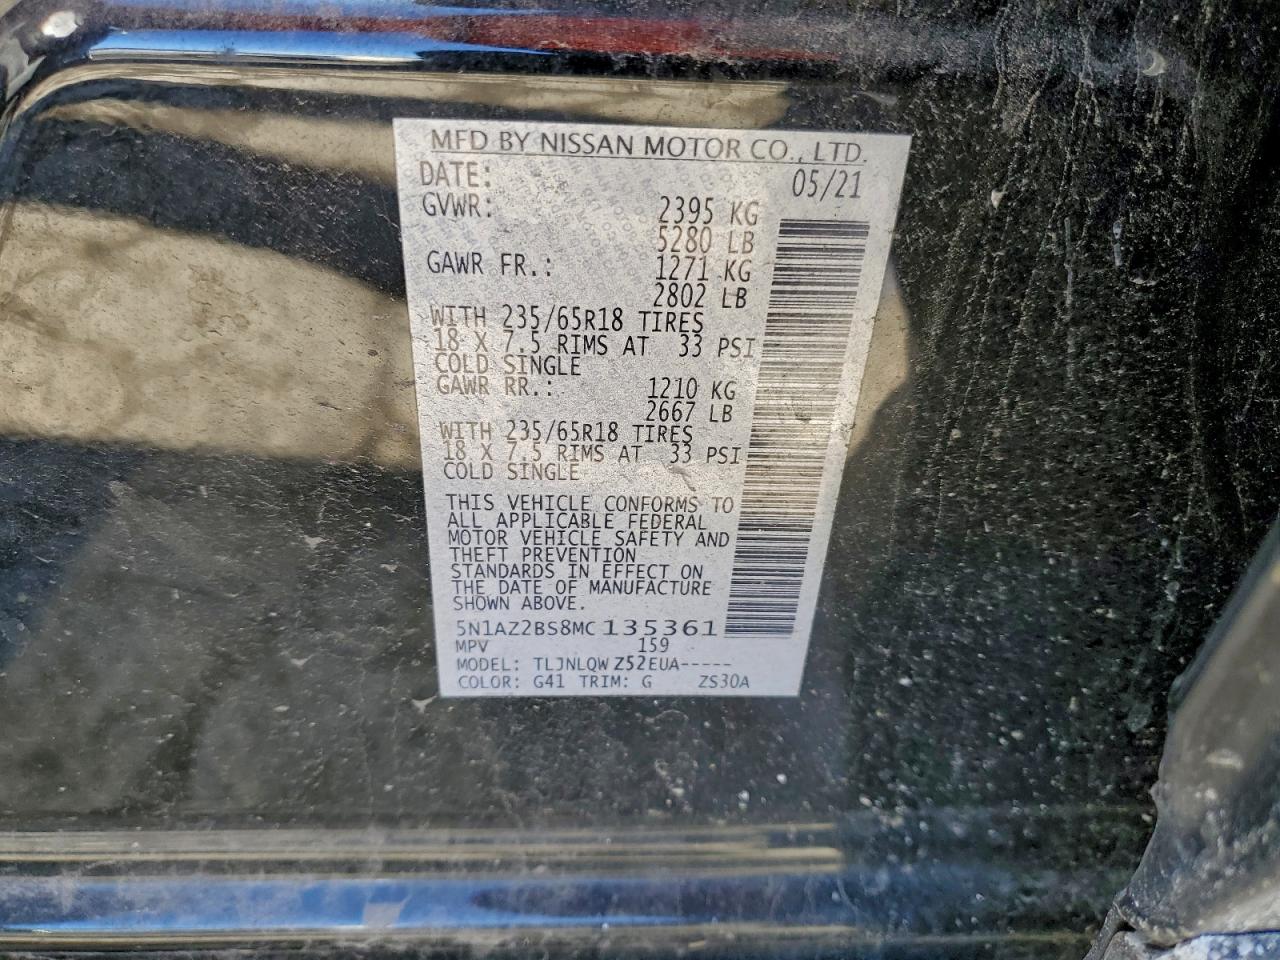 MFD BY NISSAN MOTOR CO., LTD.
DATE: 05/21
GVWR: 2395 KG
5280 LB
GAWR FR.: 1271 KG
2802 LB
WITH 235/65R18 TIRES
18 X 7.5 RIMS AT 33 PSI
COLD SINGLE
GAWR RR.: 1210 KG
2667 LB
WITH 235/65R18 TIRES
18 X 7.5 RIMS AT 33 PSI
COLD SINGLE
THIS VEHICLE CONFORMS TO
ALL APPLICABLE FEDERAL
MOTOR VEHICLE SAFETY AND
THEFT PREVENTION
STANDARDS IN EFFECT ON
THE DATE OF MANUFACTURE
SHOWN ABOVE.
5N1AZ2BS8MC135361
MPV 159
MODEL: TLJNLQW Z52EUA-----
COLOR: G41 TRIM: G ZS30A